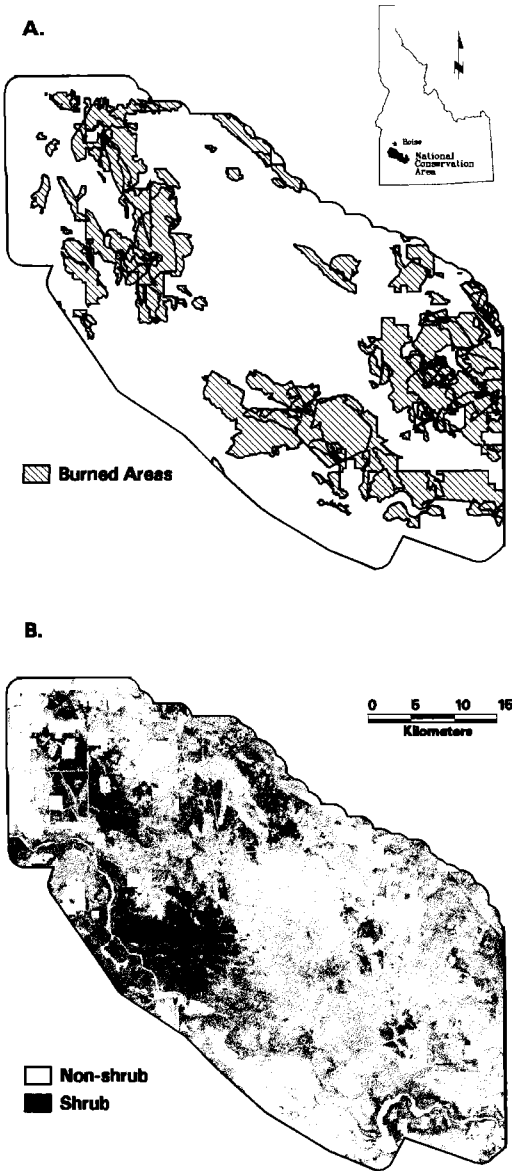 A.
N
Boise
National
Conservation
Area
Burned Areas
B.
0 5 10 15
Kilometers
Non-shrub
Shrub